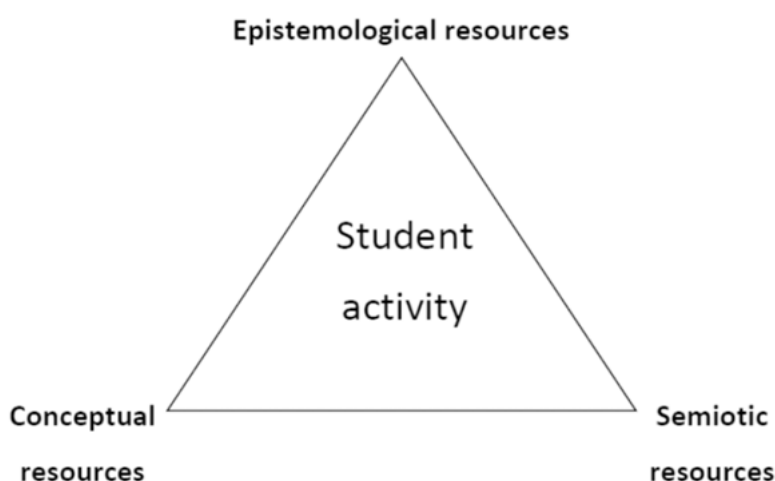 Epistemological resources
Student
activity
Conceptual
resources
Semiotic
resources